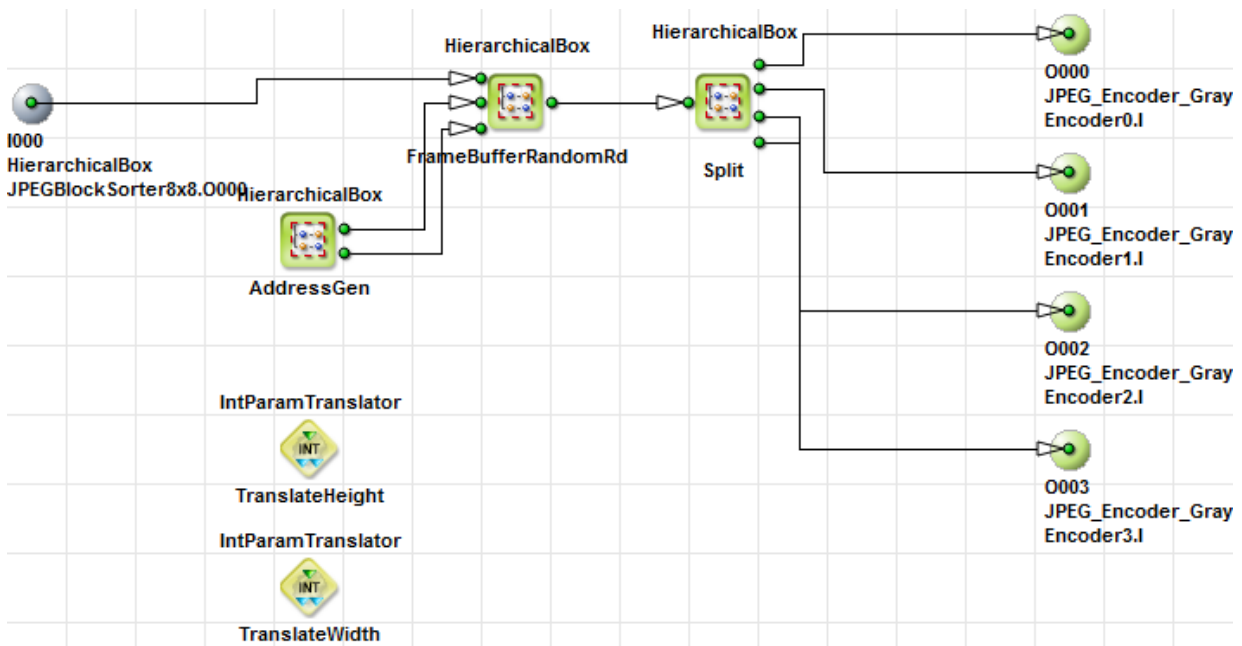 HierarchicalBox
HierarchicalBox
O000
JPEG_Encoder_Gray
Encoder0.I
I000
HierarchicalBox
JPEGBlockSorter8x8.O000
FrameBufferRandomRd
Split
HierarchicalBox
AddressGen
O001
JPEG_Encoder_Gray
Encoder1.I
O002
JPEG_Encoder_Gray
Encoder2.I
IntParamTranslator
INT
TranslateHeight
O003
JPEG_Encoder_Gray
Encoder3.I
IntParamTranslator
INT
TranslateWidth